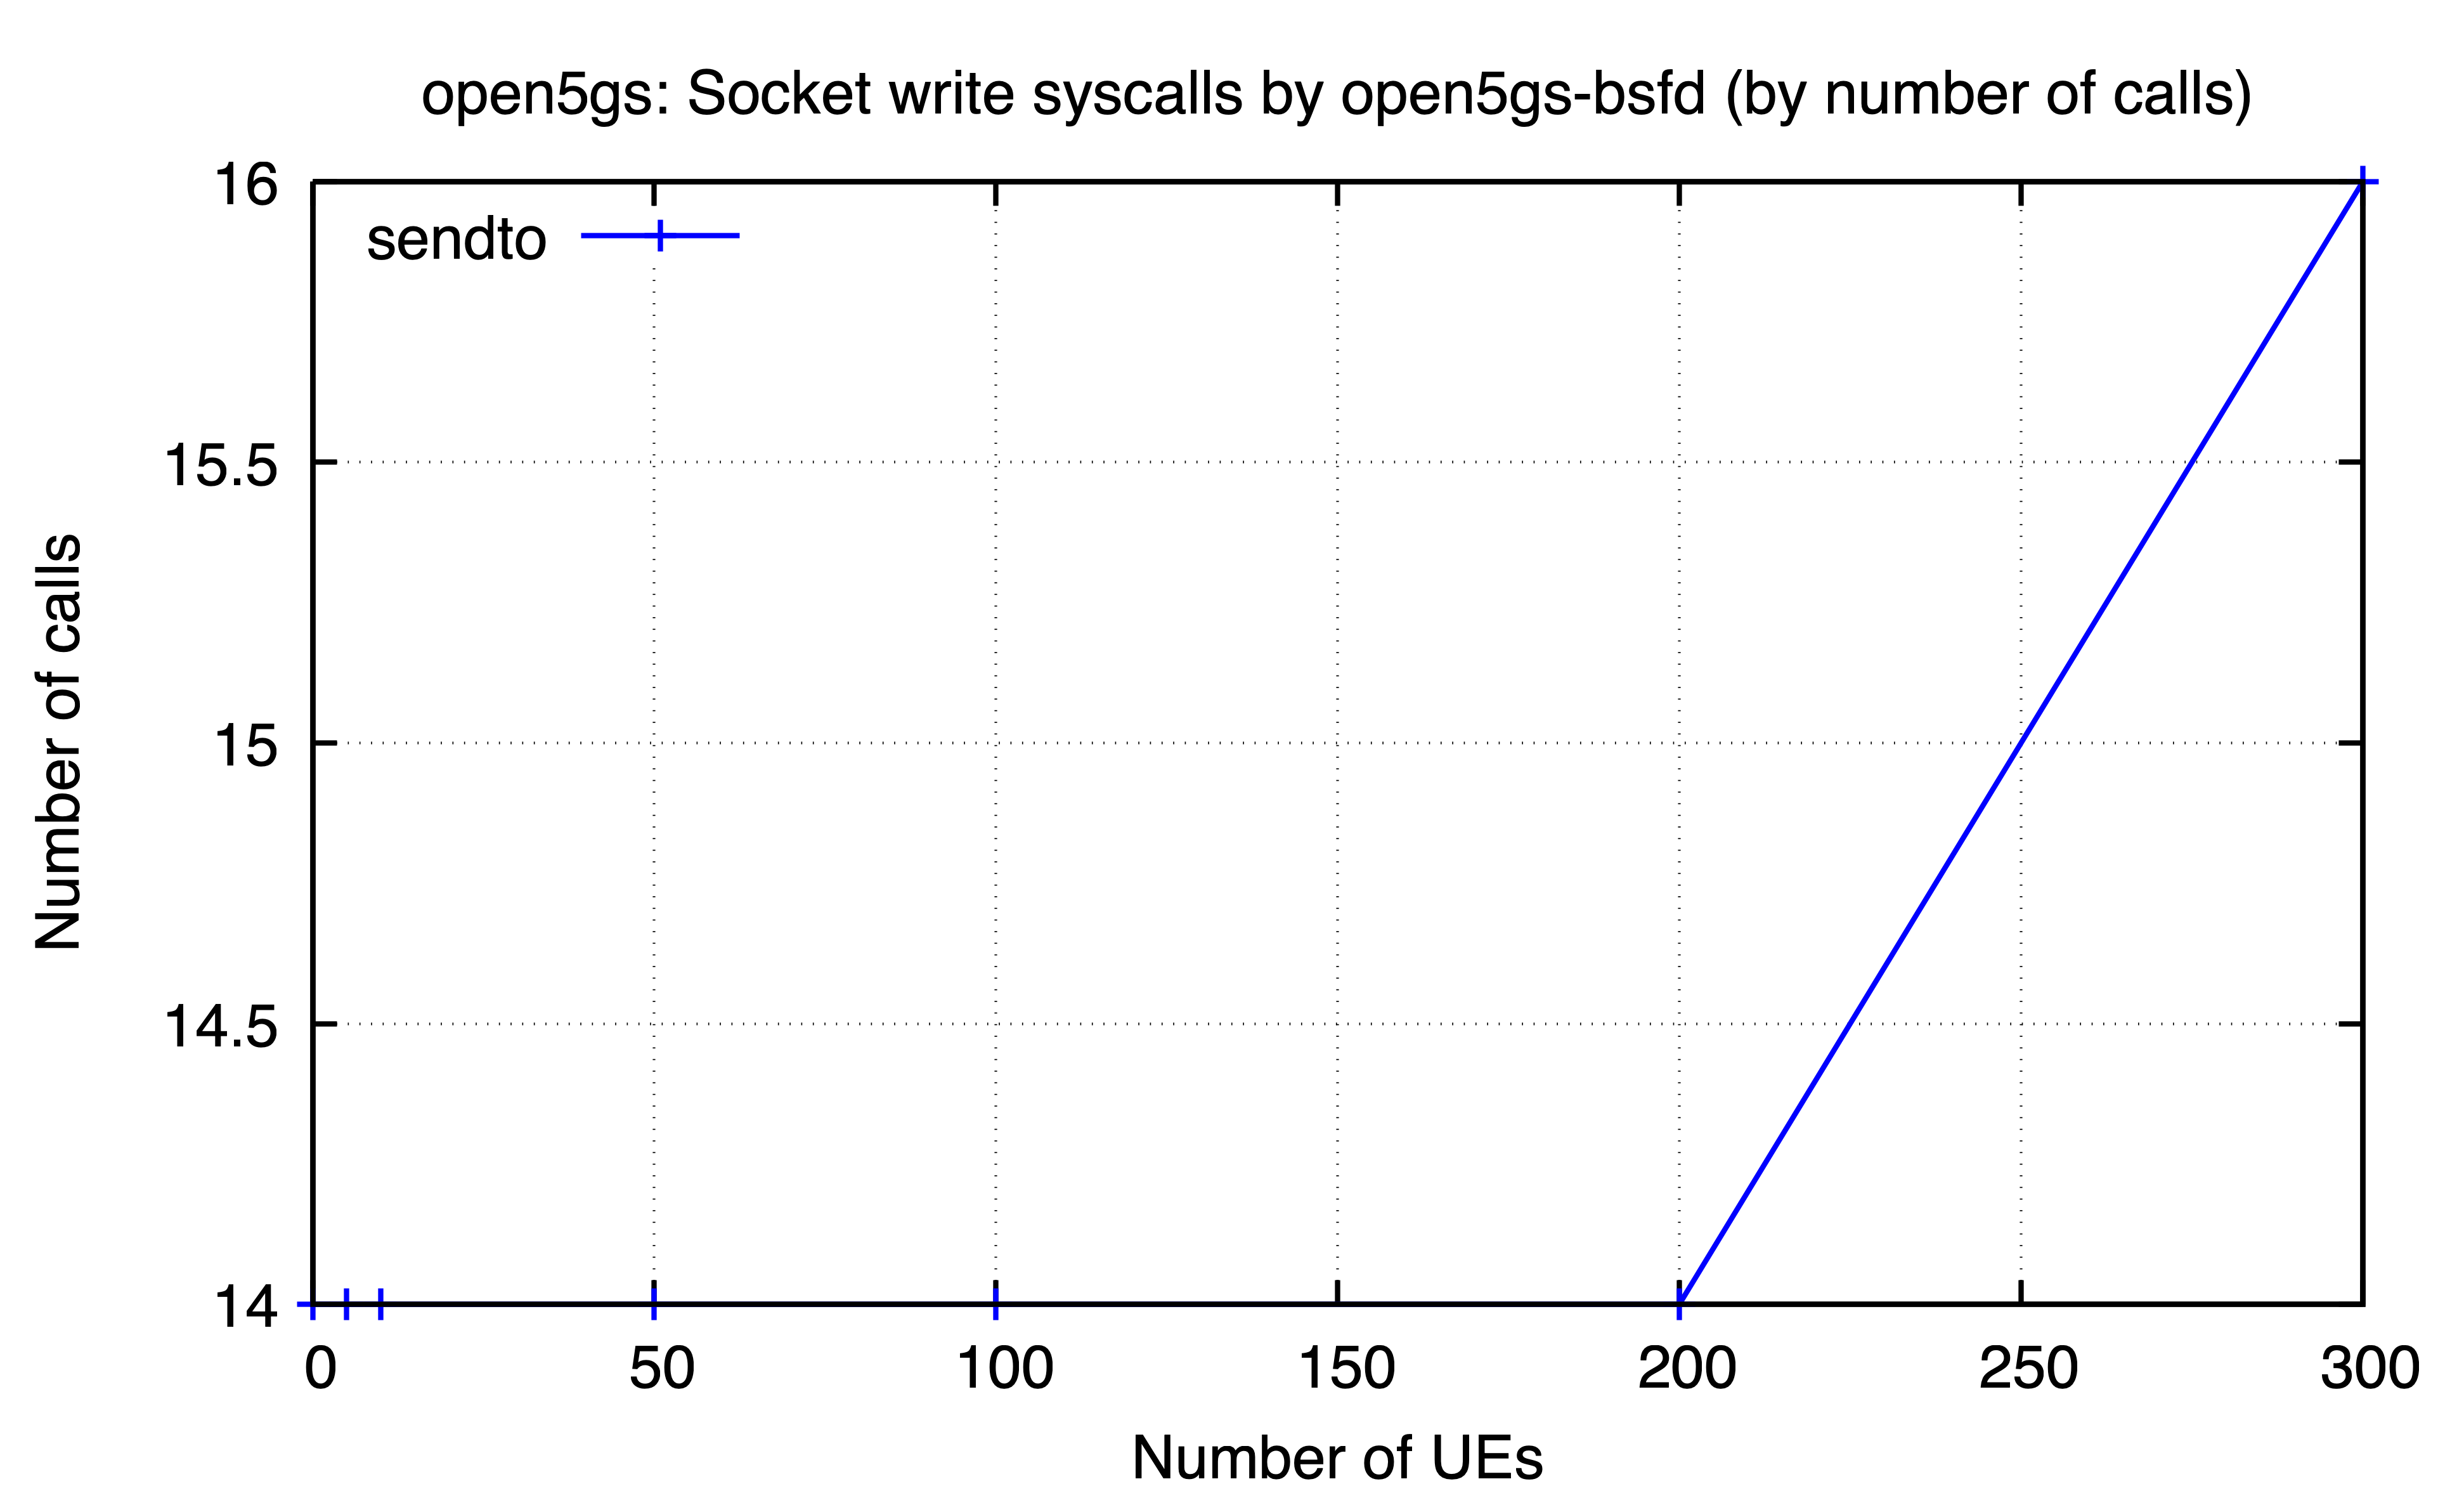 open5gs: Socket write syscalls by open5gs-bsfd (by number of calls)
16
sendto
15.5
Number of calls
15
14.5
14
0 50 100 150 200 250 300
Number of UEs